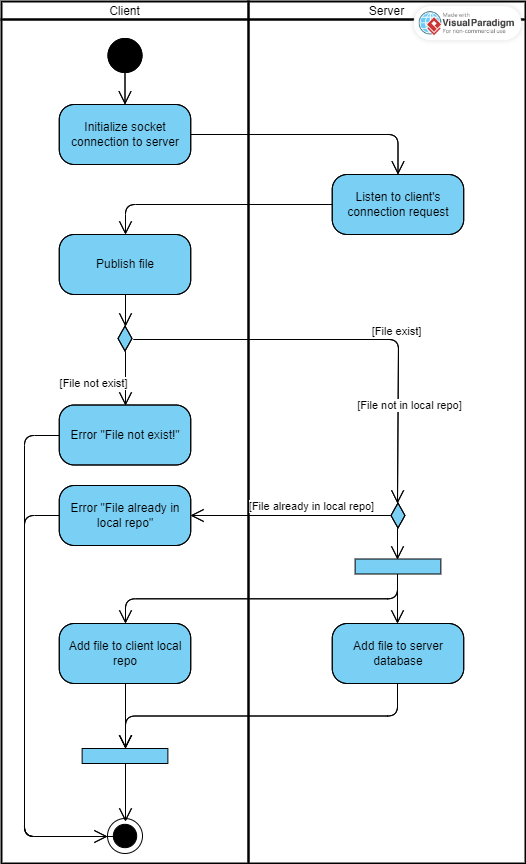 Client
Server
Made with
VisualParadigm
For non-commercial use
Initialize socket
connection to server
Listen to client's
connection request
Publish file
[File exist]
[File not exist]
[File not in local repo]
Error "File not exist!"
Error "File already in
local repo"
[File already in local repo]
Add file to client local
repo
Add file to server
database